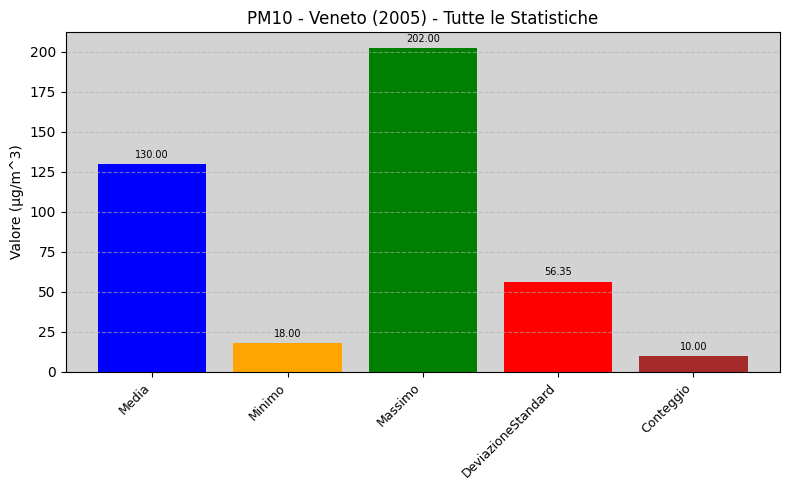 PM10 - Veneto (2005) - Tutte le Statistiche
Valore (µg/m^3)
200
175
150
125
100
75
50
25
0
130.00
18.00
202.00
56.35
10.00
Media
Minimo
Massimo
DeviazioneStandard
Conteggio